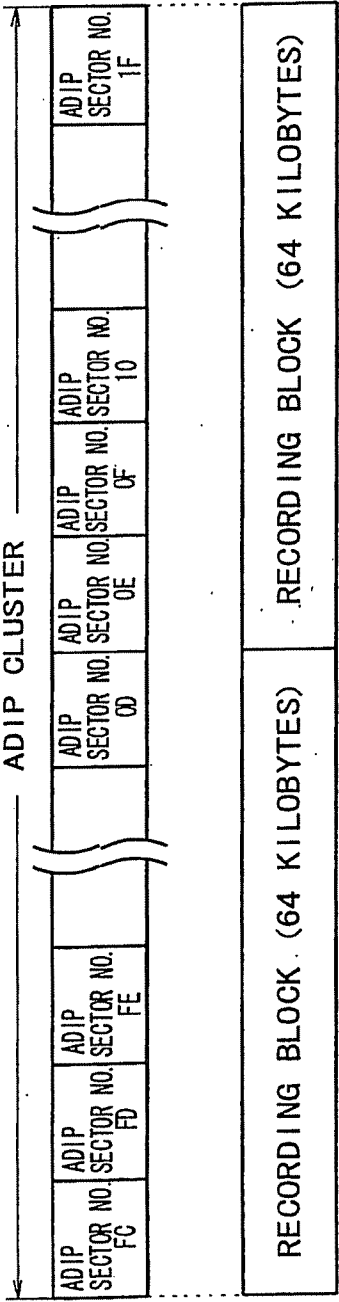 ADIP CLUSTER
ADIP
SECTOR NO.
FC
ADIP
SECTOR NO.
FD
ADIP
SECTOR NO.
FE
ADIP
SECTOR NO.
0D
ADIP
SECTOR NO.
0E
ADIP
SECTOR NO.
0F
ADIP
SECTOR NO.
10
ADIP
SECTOR NO.
1F
RECORDING BLOCK (64 KILOBYTES)
RECORDING BLOCK (64 KILOBYTES)